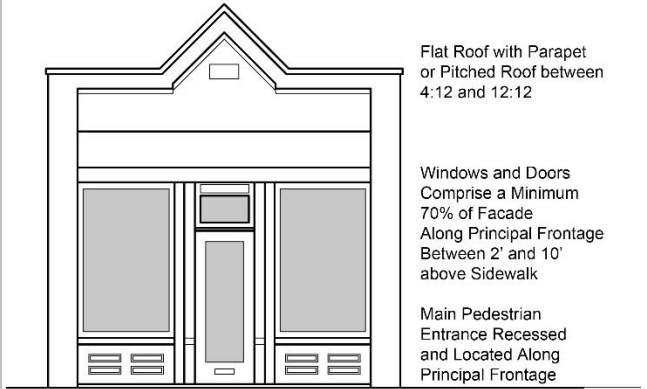 Flat Roof with Parapet
or Pitched Roof between
4:12 and 12:12
Windows and Doors
Comprise a Minimum
70% of Facade
Along Principal Frontage
Between 2’ and 10’
above Sidewalk
Main Pedestrian
Entrance Recessed
and Located Along
Principal Frontage